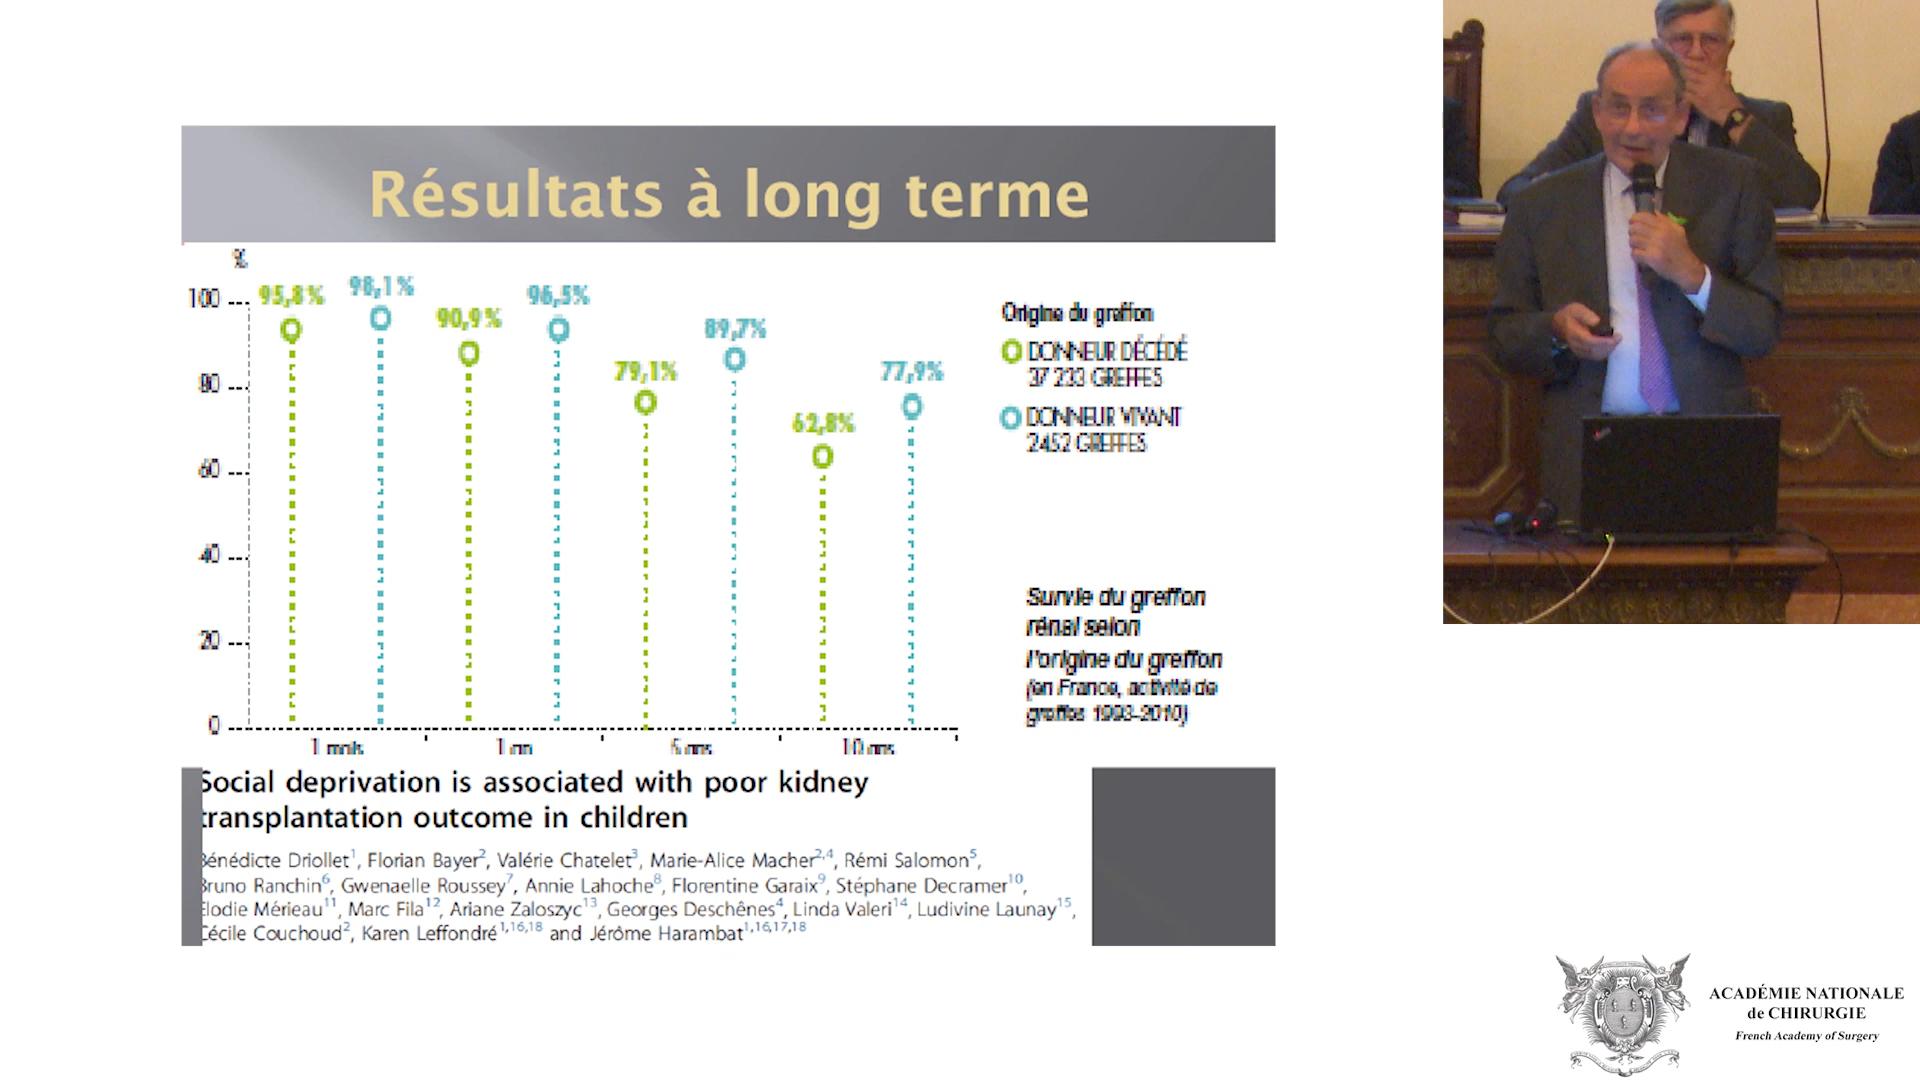 Résultats à long terme
%
100
80
60
40
20
0
95,8%
98,1%
90,9%
96,5%
79,1%
89,7%
62,8%
77,9%
1 mois
1 an
5 ans
10 ans
Origine du greffon
DONNEUR DÉCÉDÉ
37 233 GREFFES
DONNEUR VIVANT
2452 GREFFES
Survie du greffon
rénal selon
l'origine du greffon
(en France, activité de
greffes 1993-2010)
Social deprivation is associated with poor kidney
transplantation outcome in children
Bénédicte Driollet1, Florian Bayer2, Valérie Chatelet3, Marie-Alice Macher2,4, Rémi Salomon5,
Bruno Ranchin6, Gwenaelle Roussey7, Annie Lahoche8, Florentine Garaix9, Stéphane Decramer10,
Elodie Mérieau11, Marc Fila12, Ariane Zaloszyc13, Georges Deschênes4, Linda Valeri14, Ludivine Launay15,
Cécile Couchoud2, Karen Leffondré1,16,18 and Jérôme Harambat1,16,17,18
ACADÉMIE NATIONALE
de CHIRURGIE
French Academy of Surgery